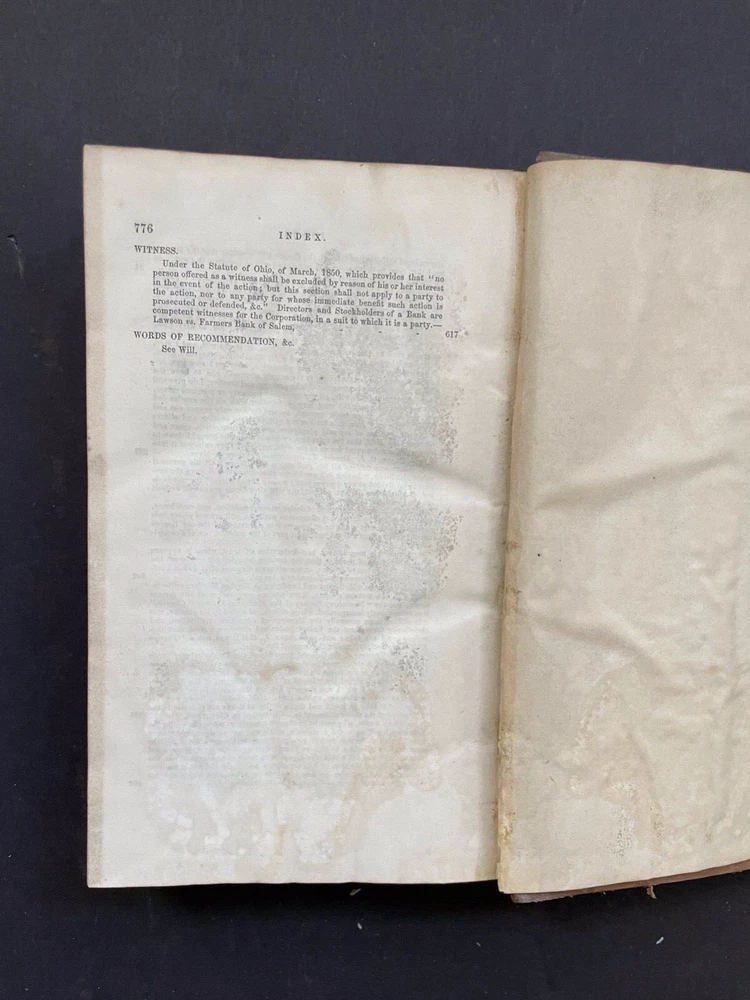 776
INDEX.
WITNESS.
Under the Statute of Ohio, of March, 1850, which provides that "no
person offered as a witness shall be excluded by reason of his or her interest
in the event of the action; but this section shall not apply to a party to
the action, nor to any party for whose immediate benefit such action is
prosecuted or defended, &c." Directors and Stockholders of a Bank are
competent witnesses for the Corporation, in a suit to which it is a party.—
Lawson vs. Farmers Bank of Salem, - - - - 617
WORDS OF RECOMMENDATION, &c.
See Will.